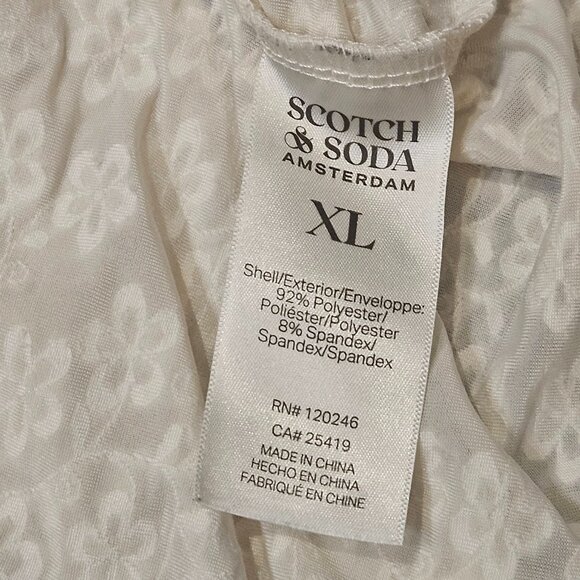 SCOTCH
& SODA
AMSTERDAM
XL
Shell/Exterior/Enveloppe:
92% Polyester/
Poliéster/Polyester
8% Spandex/
Spandex/Spandex
RN# 120246
CA# 25419
MADE IN CHINA
HECHO EN CHINA
FABRIQUÉ EN CHINE